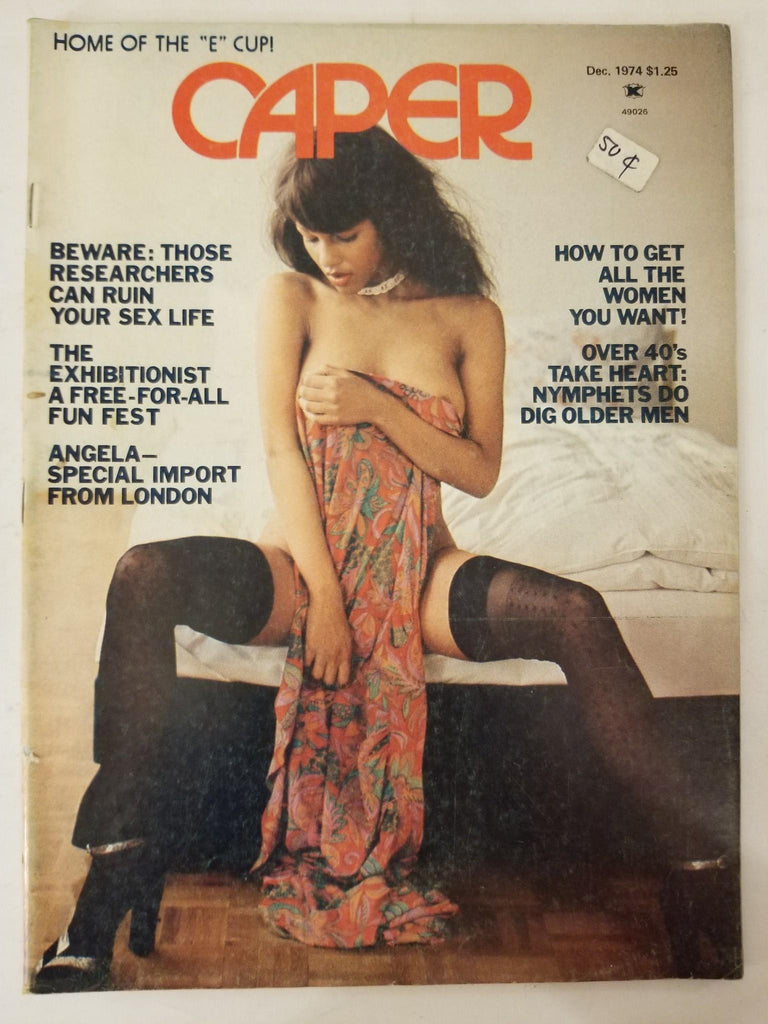 HOME OF THE "E" CUP!
CAPER
Dec. 1974 $1.25
K
49026
50 ¢
BEWARE: THOSE
RESEARCHERS
CAN RUIN
YOUR SEX LIFE
THE
EXHIBITIONIST
A FREE-FOR-ALL
FUN FEST
ANGELA—
SPECIAL IMPORT
FROM LONDON
HOW TO GET
ALL THE
WOMEN
YOU WANT!
OVER 40's
TAKE HEART:
NYMPHETS DO
DIG OLDER MEN